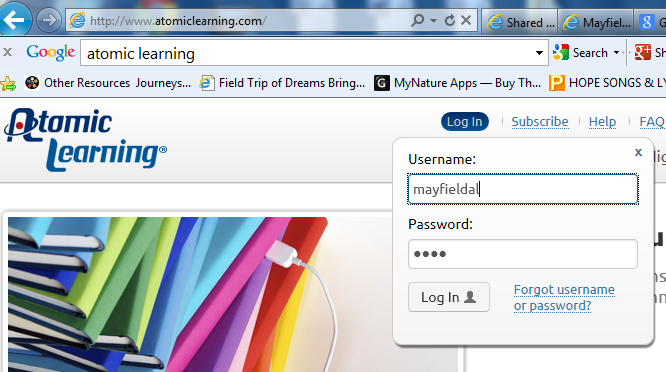 http://www.atomiclearning.com/
Shared ...
Mayfiel...
x Google atomic learning Search
Other Resources Journeys...
Field Trip of Dreams Bring...
MyNature Apps — Buy Th...
HOPE SONGS & L
Atomic
Learning®
Log In Subscribe Help FAQ
x
Username:
mayfieldal
Password:
••••
Log In
Forgot username
or password?